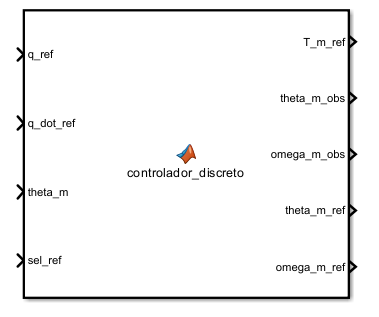 q_ref
q_dot_ref
theta_m
sel_ref
controlador_discreto
T_m_ref
theta_m_obs
omega_m_obs
theta_m_ref
omega_m_ref